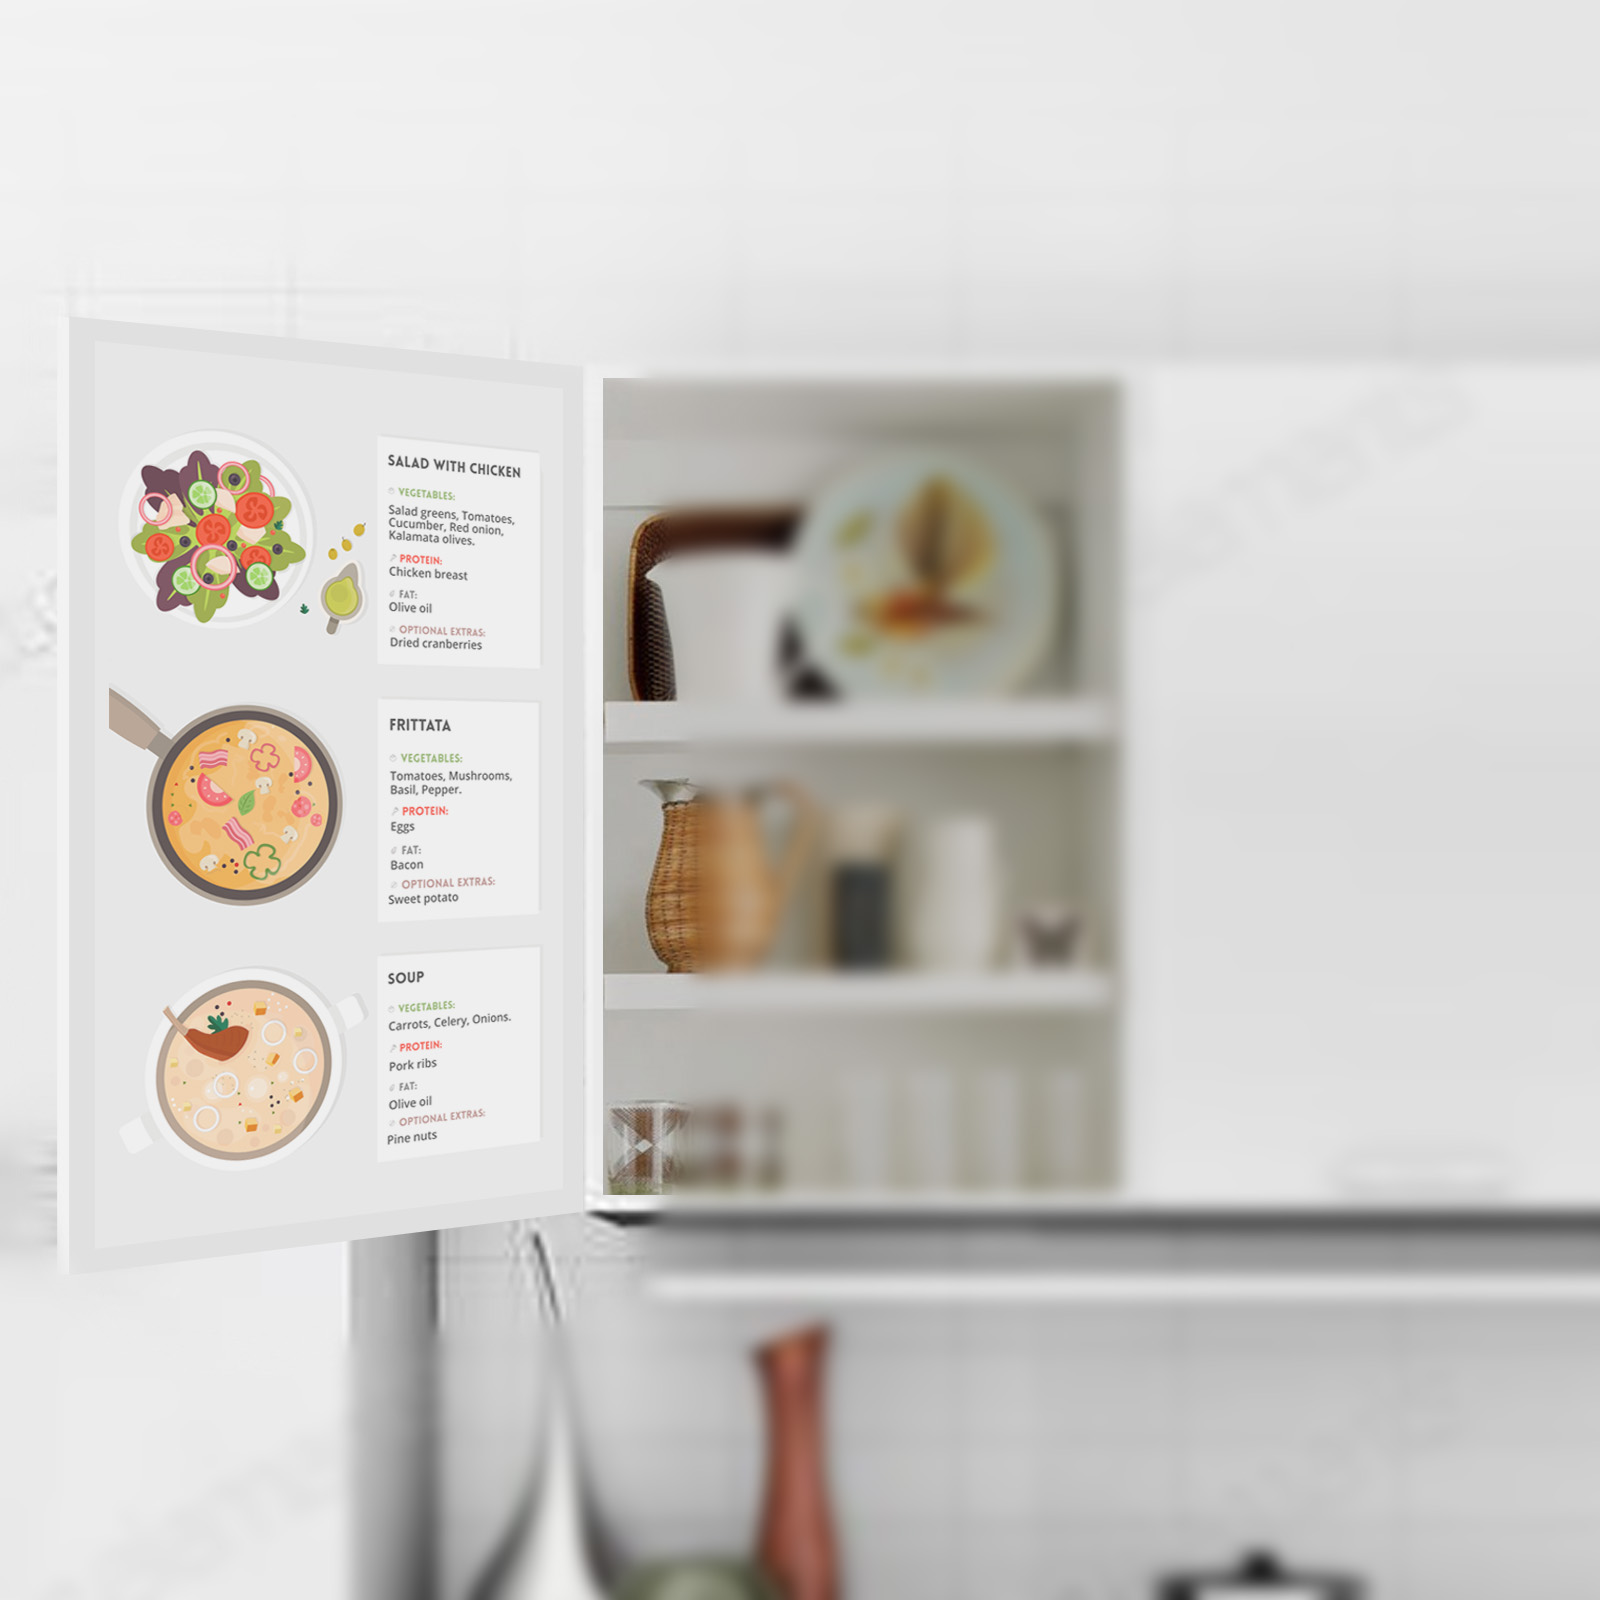 SALAD WITH CHICKEN
VEGETABLES:
Salad greens, Tomatoes,
Cucumber, Red onion,
Kalamata olives.
PROTEIN:
Chicken breast
FAT:
Olive oil
OPTIONAL EXTRAS:
Dried cranberries
FRITTATA
VEGETABLES:
Tomatoes, Mushrooms,
Basil, Pepper.
PROTEIN:
Eggs
FAT:
Bacon
OPTIONAL EXTRAS:
Sweet potato
SOUP
VEGETABLES:
Carrots, Celery, Onions.
PROTEIN:
Pork ribs
FAT:
Olive oil
OPTIONAL EXTRAS:
Pine nuts